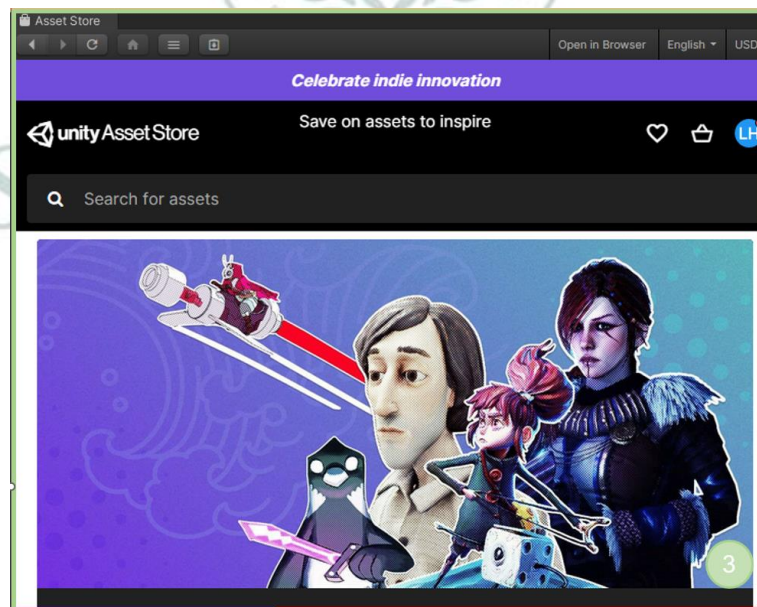 Asset Store
Open in Browser English USD
Celebrate indie innovation
unity Asset Store
Save on assets to inspire
LH
Search for assets
3